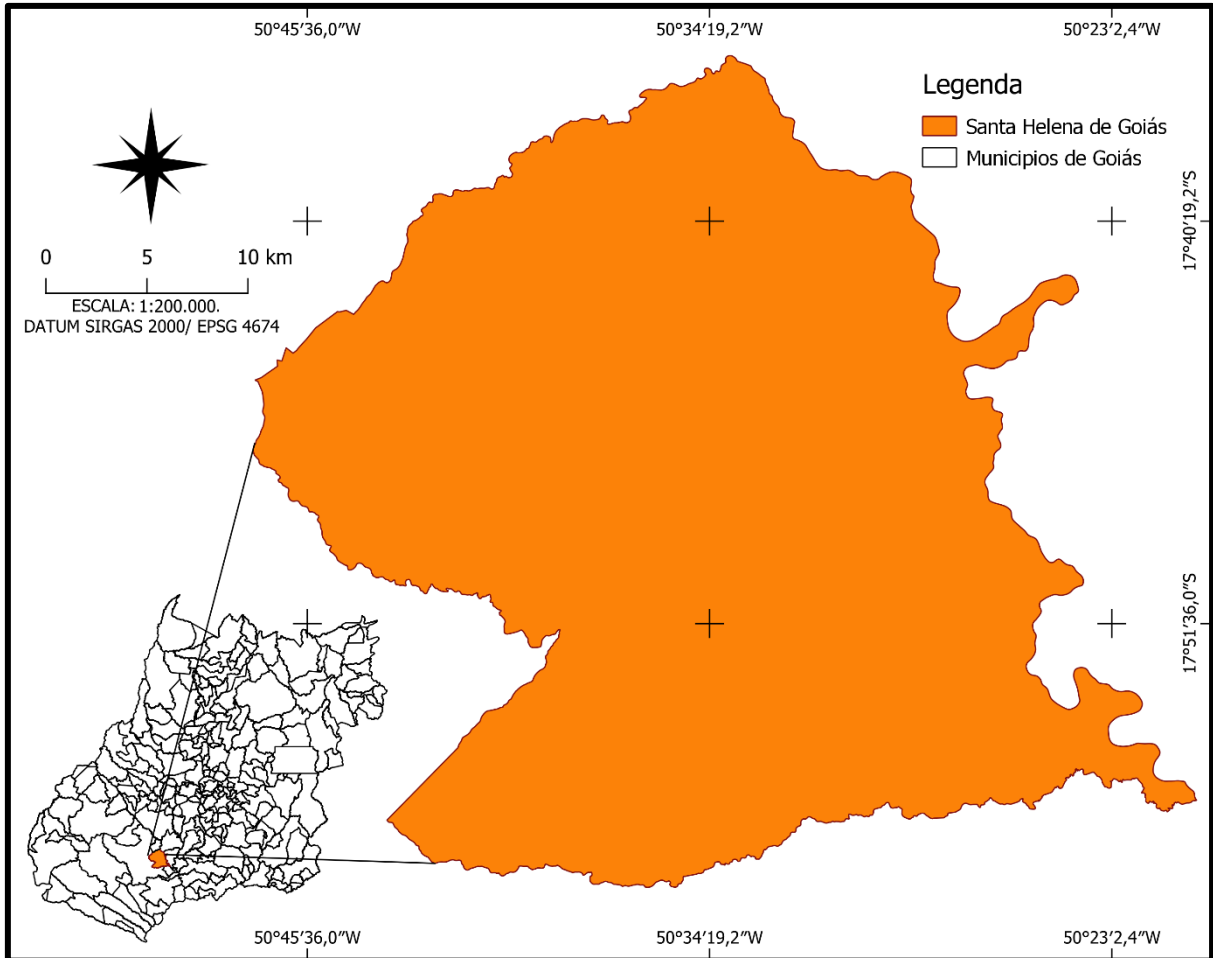 50°45′36,0″W 50°34′19,2″W 50°23′2,4″W
Legenda
Santa Helena de Goiás
Municipios de Goiás
17°40′19,2″S
0 5 10 km
ESCALA: 1:200.000.
DATUM SIRGAS 2000/ EPSG 4674
17°51′36,0″S
50°45′36,0″W 50°34′19,2″W 50°23′2,4″W